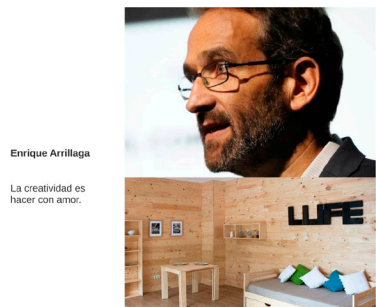 Enrique Arrillaga
La creatividad es
hacer con amor.
LUFE